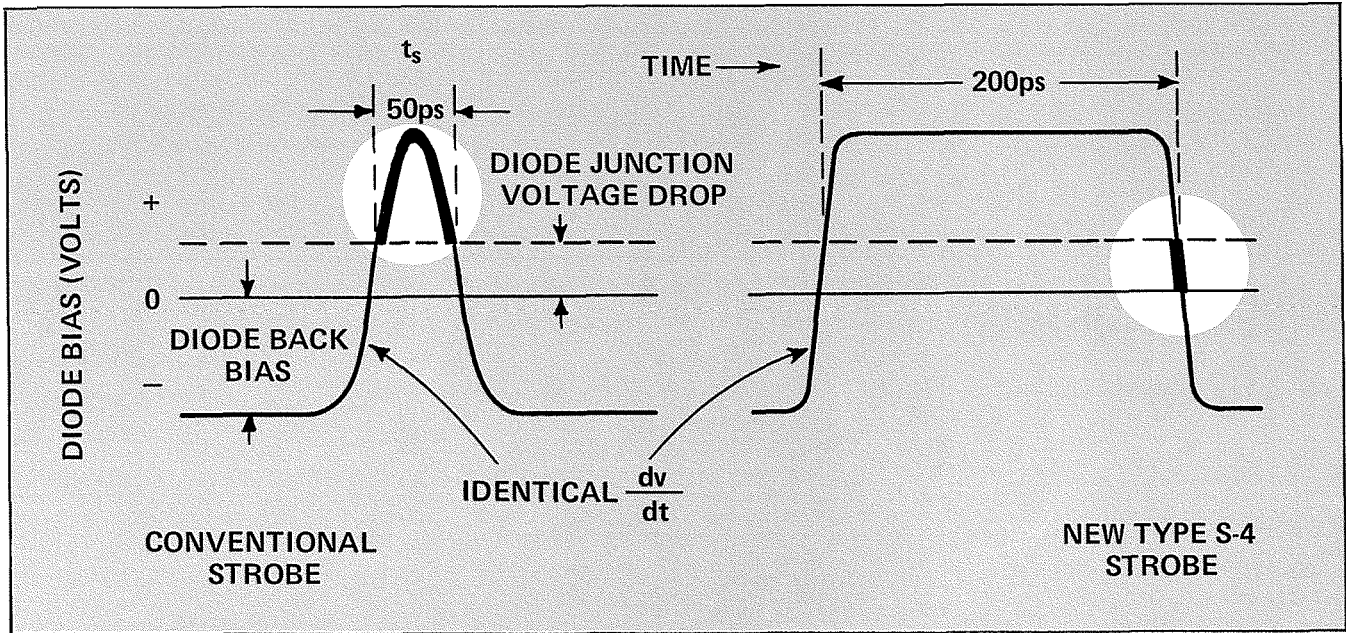 t_s
50ps
TIME
200ps
DIODE JUNCTION
VOLTAGE DROP
DIODE BIAS (VOLTS)
+
0
DIODE BACK
BIAS
−
IDENTICAL dv
dt
CONVENTIONAL
STROBE
NEW TYPE S-4
STROBE